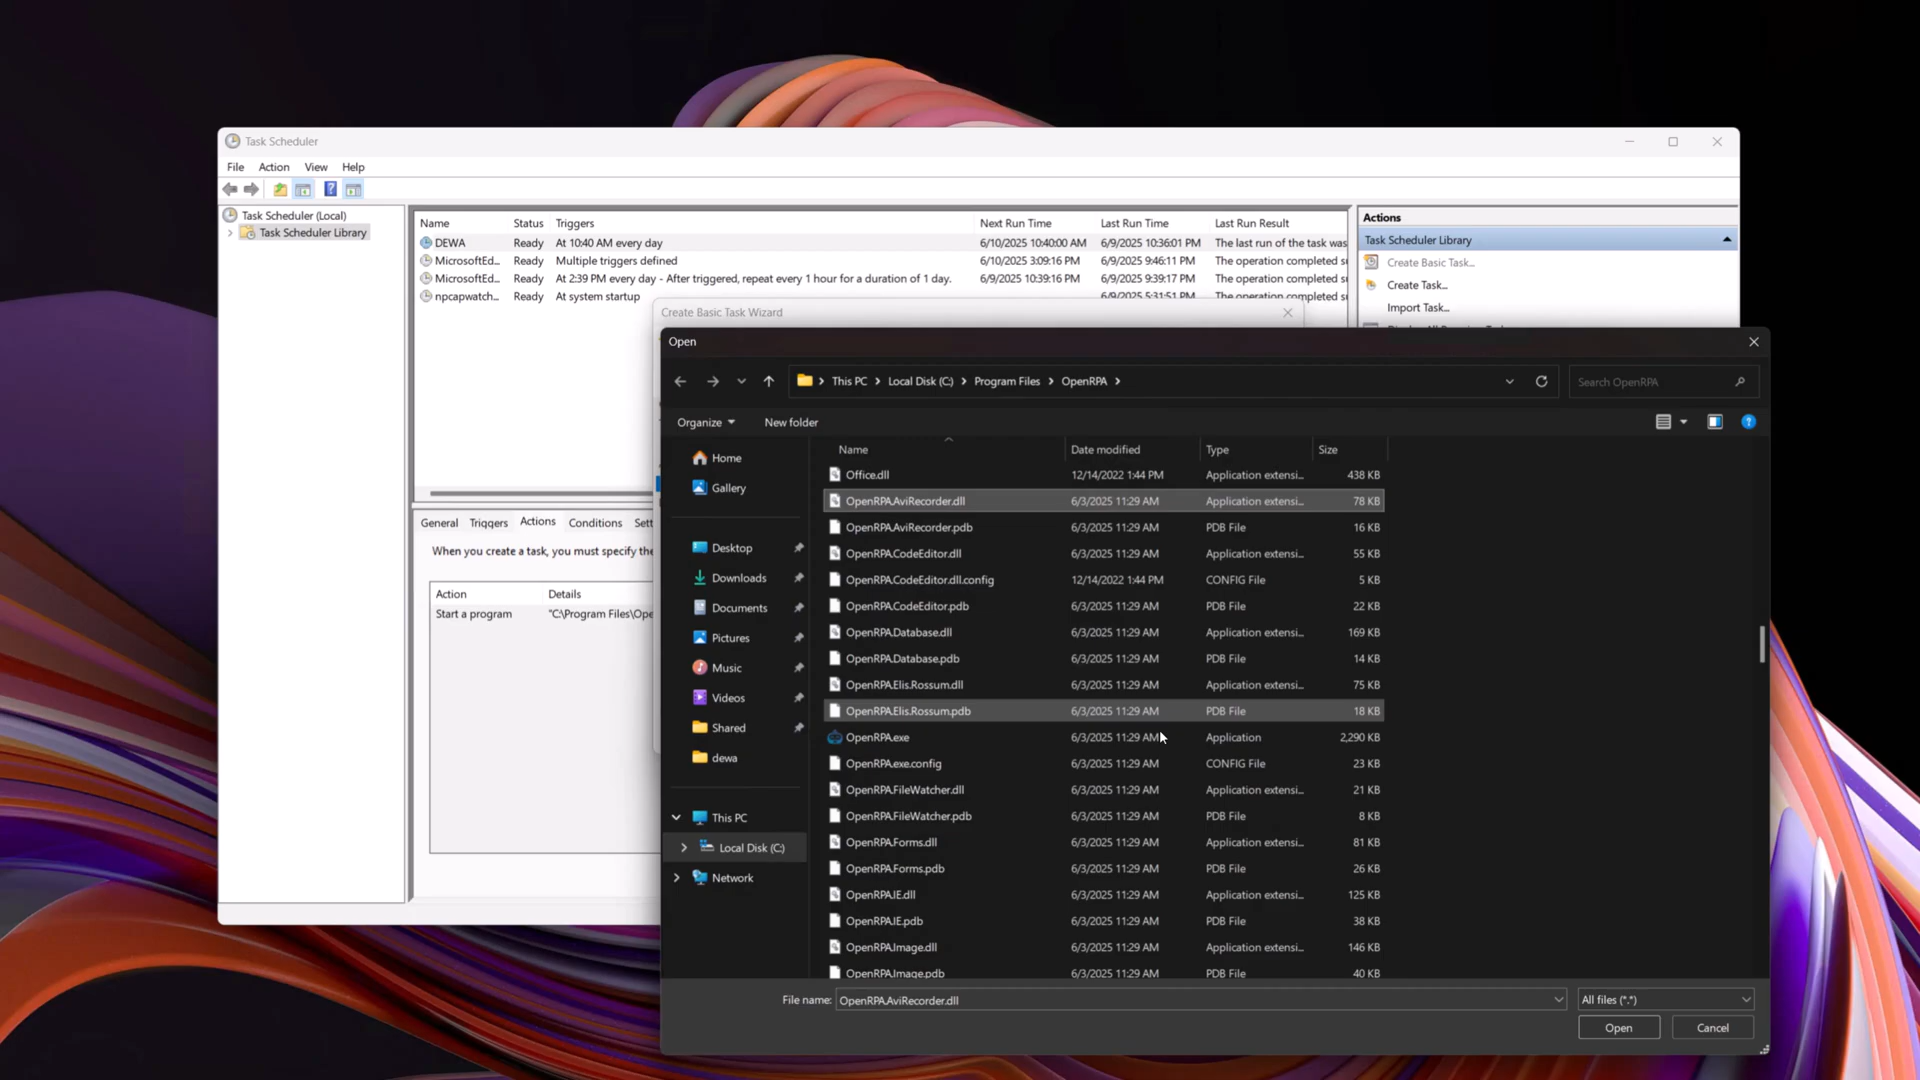 Task Scheduler
File Action View Help
Task Scheduler (Local)
Task Scheduler Library
Name Status Triggers Next Run Time Last Run Time Last Run Result
DEWA Ready At 10:40 AM every day 6/10/2025 10:40:00 AM 6/9/2025 10:36:01 PM The last run of the task was
MicrosoftEd... Ready Multiple triggers defined 6/10/2025 3:09:16 PM 6/9/2025 9:46:11 PM The operation completed s
MicrosoftEd... Ready At 2:39 PM every day - After triggered, repeat every 1 hour for a duration of 1 day. 6/9/2025 10:39:16 PM 6/9/2025 9:39:17 PM The operation completed s
npcapwatch... Ready At system startup 6/9/2025 5:31:51 PM The operation completed s
Actions
Task Scheduler Library
Create Basic Task...
Create Task...
Import Task...
General Triggers Actions Conditions Sett
When you create a task, you must specify the
Action Details
Start a program "C:\Program Files\Ope
Create Basic Task Wizard
Open
This PC > Local Disk (C:) > Program Files > OpenRPA >
Search OpenRPA
Organize New folder
Home
Gallery
Desktop
Downloads
Documents
Pictures
Music
Videos
Shared
dewa
This PC
Local Disk (C:)
Network
Name Date modified Type Size
Office.dll 12/14/2022 1:44 PM Application extensi... 438 KB
OpenRPA.AviRecorder.dll 6/3/2025 11:29 AM Application extensi... 78 KB
OpenRPA.AviRecorder.pdb 6/3/2025 11:29 AM PDB File 16 KB
OpenRPA.CodeEditor.dll 6/3/2025 11:29 AM Application extensi... 55 KB
OpenRPA.CodeEditor.dll.config 12/14/2022 1:44 PM CONFIG File 5 KB
OpenRPA.CodeEditor.pdb 6/3/2025 11:29 AM PDB File 22 KB
OpenRPA.Database.dll 6/3/2025 11:29 AM Application extensi... 169 KB
OpenRPA.Database.pdb 6/3/2025 11:29 AM PDB File 14 KB
OpenRPA.Elis.Rossum.dll 6/3/2025 11:29 AM Application extensi... 75 KB
OpenRPA.Elis.Rossum.pdb 6/3/2025 11:29 AM PDB File 18 KB
OpenRPA.exe 6/3/2025 11:29 AM Application 2,290 KB
OpenRPA.exe.config 6/3/2025 11:29 AM CONFIG File 23 KB
OpenRPA.FileWatcher.dll 6/3/2025 11:29 AM Application extensi... 21 KB
OpenRPA.FileWatcher.pdb 6/3/2025 11:29 AM PDB File 8 KB
OpenRPA.Forms.dll 6/3/2025 11:29 AM Application extensi... 81 KB
OpenRPA.Forms.pdb 6/3/2025 11:29 AM PDB File 26 KB
OpenRPA.IE.dll 6/3/2025 11:29 AM Application extensi... 125 KB
OpenRPA.IE.pdb 6/3/2025 11:29 AM PDB File 38 KB
OpenRPA.Image.dll 6/3/2025 11:29 AM Application extensi... 146 KB
OpenRPA.Image.pdb 6/3/2025 11:29 AM PDB File 40 KB
File name: OpenRPA.AviRecorder.dll All files (*.*)
Open Cancel